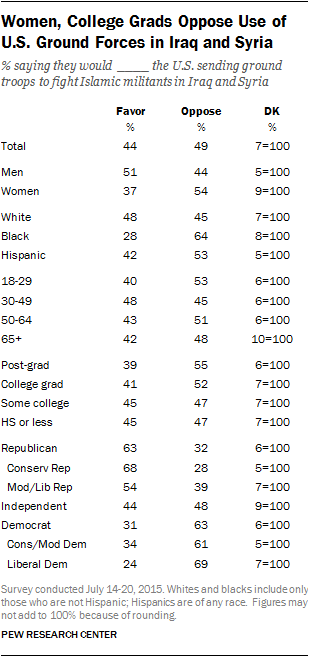 Women, College Grads Oppose Use of
U.S. Ground Forces in Iraq and Syria
% saying they would _____ the U.S. sending ground
troops to fight Islamic militants in Iraq and Syria
Favor Oppose DK
% % %
Total 44 49 7=100
Men 51 44 5=100
Women 37 54 9=100
White 48 45 7=100
Black 28 64 8=100
Hispanic 42 53 5=100
18-29 40 53 6=100
30-49 48 45 6=100
50-64 43 51 6=100
65+ 42 48 10=100
Post-grad 39 55 6=100
College grad 41 52 7=100
Some college 45 47 7=100
HS or less 45 47 7=100
Republican 63 32 6=100
Conserv Rep 68 28 5=100
Mod/Lib Rep 54 39 7=100
Independent 44 48 9=100
Democrat 31 63 6=100
Cons/Mod Dem 34 61 5=100
Liberal Dem 24 69 7=100
Survey conducted July 14-20, 2015. Whites and blacks include only
those who are not Hispanic; Hispanics are of any race. Figures may
not add to 100% because of rounding.
PEW RESEARCH CENTER